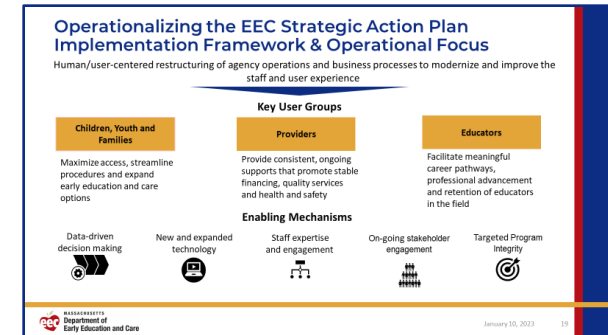 Operationalizing the EEC Strategic Action Plan
Implementation Framework & Operational Focus
Human/user-centered restructuring of agency operations and business processes to modernize and improve the
staff and user experience
Key User Groups
Children, Youth and
Families
Providers
Educators
Maximize access, streamline
procedures and expand
early education and care
options
Provide consistent, ongoing
supports that promote stable
financing, quality services
and health and safety
Facilitate meaningful
career pathways,
professional advancement
and retention of educators
in the field
Enabling Mechanisms
Data-driven
decision making
New and expanded
technology
Staff expertise
and engagement
On-going stakeholder
engagement
Targeted Program
Integrity
eec
MASSACHUSETTS
Department of
Early Education and Care
January 10, 2023
19